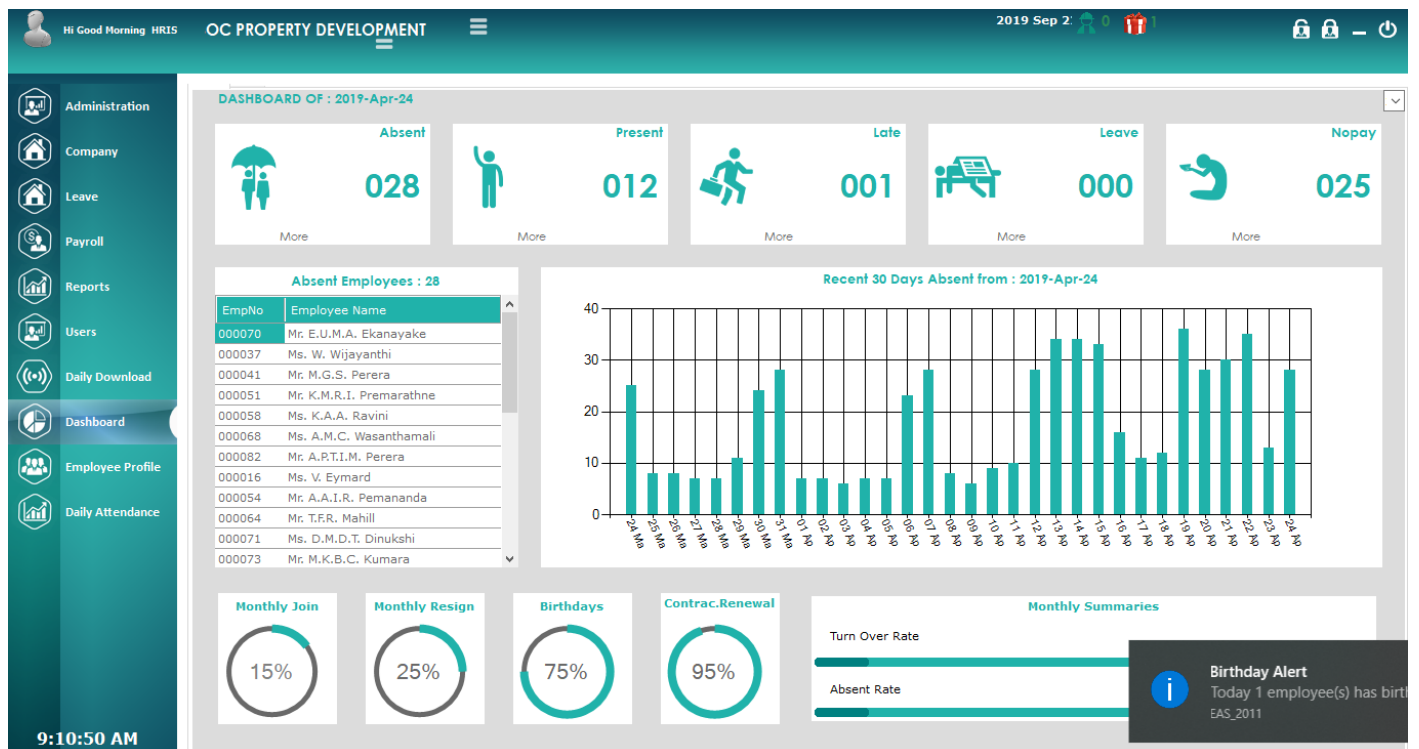 Hi Good Morning HRIS
OC PROPERTY DEVELOPMENT
2019 Sep 2
0
1
Administration
Company
Leave
Payroll
Reports
Users
Daily Download
Dashboard
Employee Profile
Daily Attendance
9:10:50 AM
DASHBOARD OF : 2019-Apr-24
Absent
028
More
Present
012
More
Late
001
More
Leave
000
More
Nopay
025
More
Absent Employees : 28
EmpNo Employee Name
000070 Mr. E.U.M.A. Ekanayake
000037 Ms. W. Wijayanthi
000041 Mr. M.G.S. Perera
000051 Mr. K.M.R.I. Premarathne
000058 Ms. K.A.A. Ravini
000068 Ms. A.M.C. Wasanthamali
000082 Mr. A.P.T.I.M. Perera
000016 Ms. V. Eymard
000054 Mr. A.A.I.R. Pemananda
000064 Mr. T.F.R. Mahill
000071 Ms. D.M.D.T. Dinukshi
000073 Mr. M.K.B.C. Kumara
Recent 30 Days Absent from : 2019-Apr-24
40
30
20
10
0
24 Ma
25 Ma
26 Ma
27 Ma
28 Ma
29 Ma
30 Ma
31 Ma
01 Ap
02 Ap
03 Ap
04 Ap
05 Ap
06 Ap
07 Ap
08 Ap
09 Ap
10 Ap
11 Ap
12 Ap
13 Ap
14 Ap
15 Ap
16 Ap
17 Ap
18 Ap
19 Ap
20 Ap
21 Ap
22 Ap
23 Ap
24 Ap
Monthly Join
15%
Monthly Resign
25%
Birthdays
75%
Contrac.Renewal
95%
Monthly Summaries
Turn Over Rate
Absent Rate
Birthday Alert
Today 1 employee(s) has birt
EAS_2011